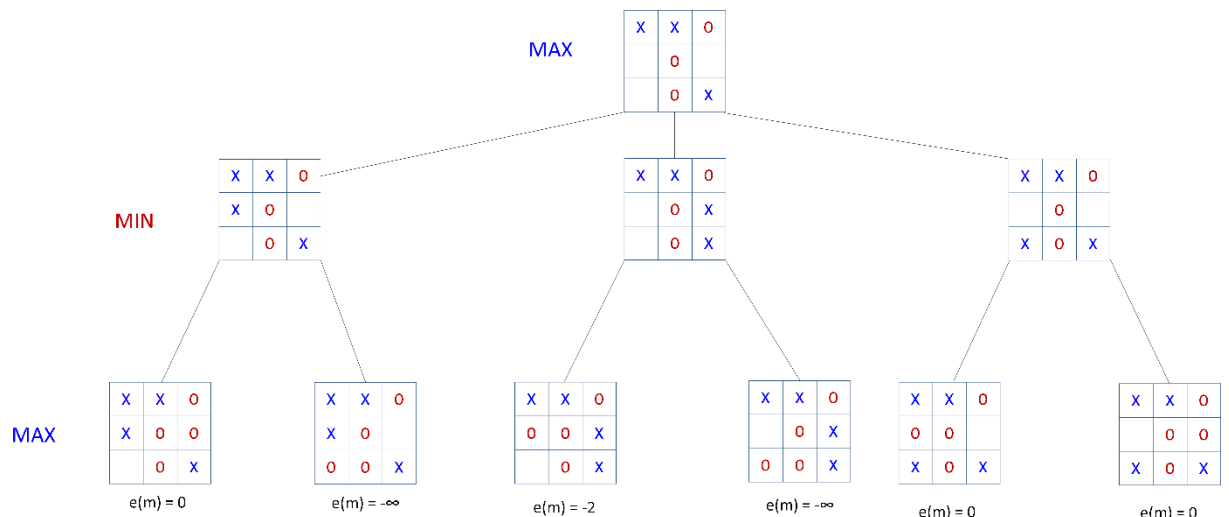 MAX
X X O
O
O X
MIN
X X O
X O
O X
X X O
O X
O X
X X O
O
X O X
MAX
X X O
X O O
O X
e(m) = 0
X X O
X O
O O X
e(m) = -∞
X X O
O O X
O X
e(m) = -2
X X O
O X
O O X
e(m) = -∞
X X O
O O
X O X
e(m) = 0
X X O
O O
X O X
e(m) = 0